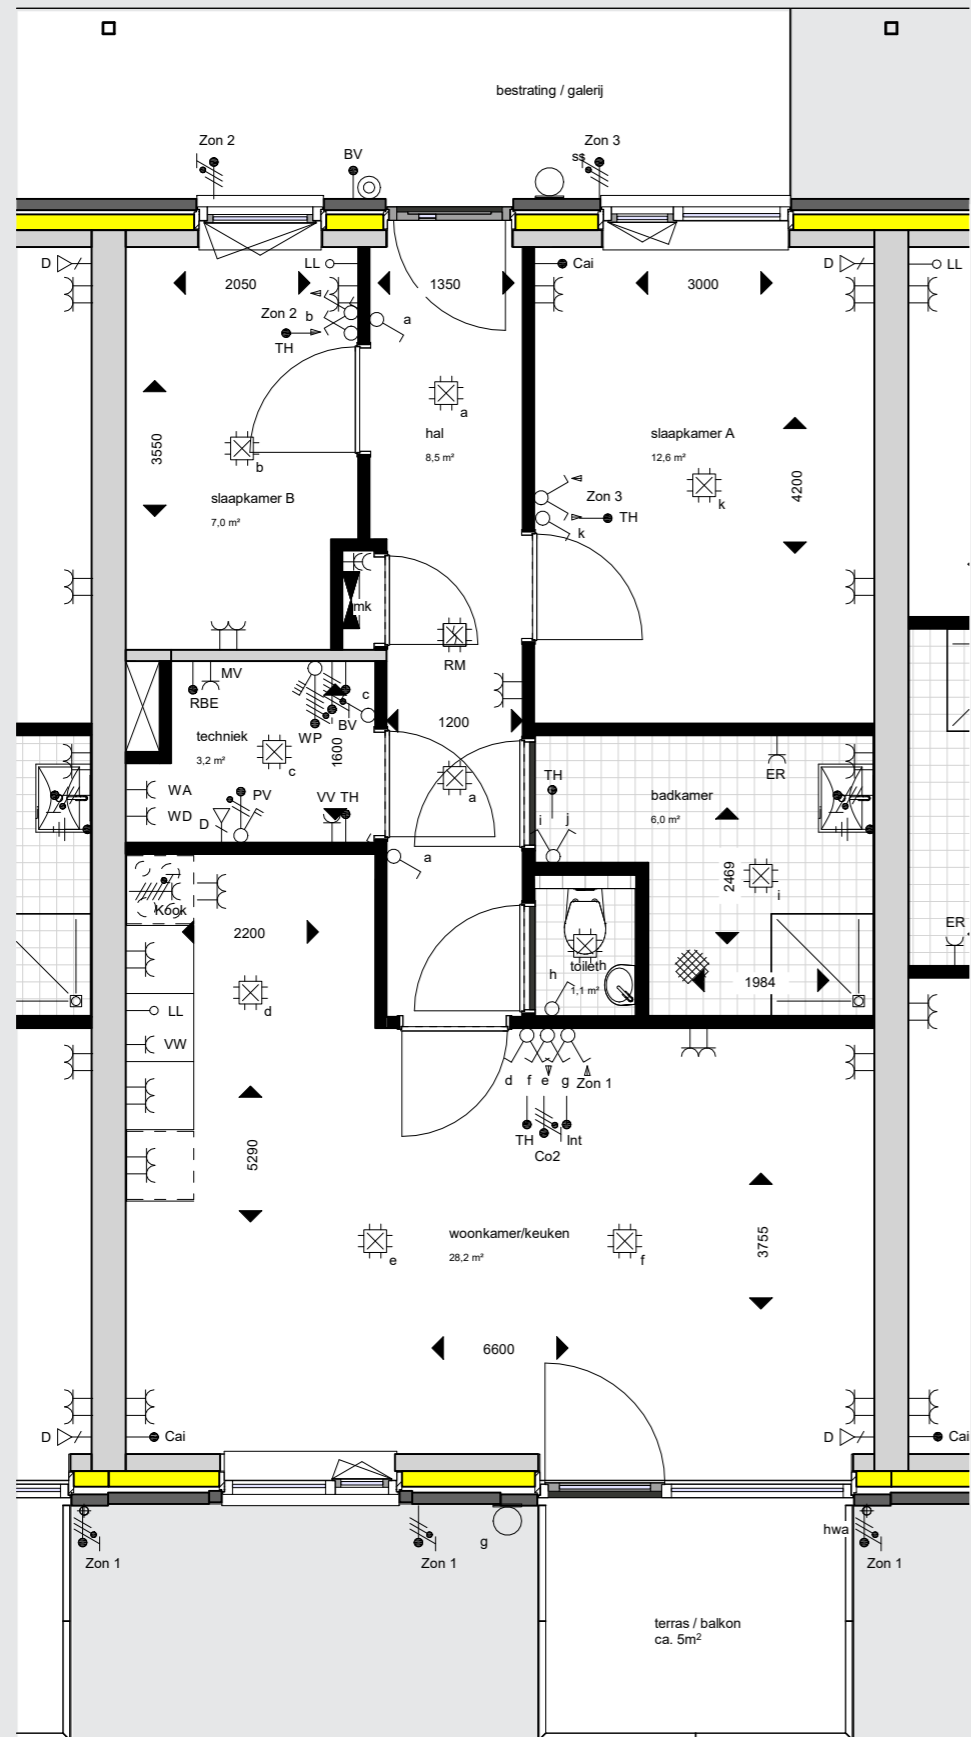 bestrating / galerij
Zon 2
BV
ss
Zon 3
D
LL
2050
1350
Cai
3000
D
LL
Zon 2
b
a
TH
a
3550
b
hal
8,5 m²
slaapkamer A
12,6 m²
4200
slaapkamer B
7,0 m²
Zon 3
TH
k
k
mk
RM
MV
RBE
c
WP
BV
1200
techniek
3,2 m²
c
1600
WA
WD
PV
D
VV TH
a
TH
i
j
ER
badkamer
6,0 m²
2469
i
a
Kook
2200
d
h
toilet
h
1,1 m²
1984
ER
LL
VW
d
f
e
g
Zon 1
TH
Int
Co2
5290
3755
woonkamer/keuken
28,2 m²
e
f
6600
D
Cai
D
Cai
Zon 1
Zon 1
g
hwa
Zon 1
terras / balkon
ca. 5m²